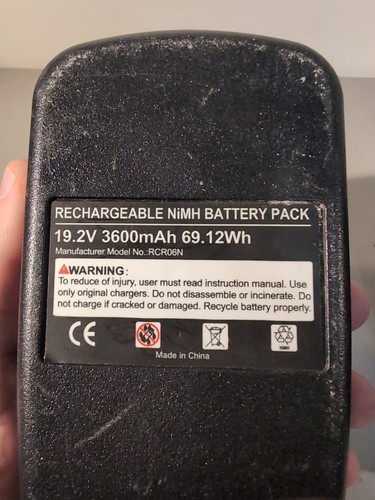 RECHARGEABLE NiMH BATTERY PACK
19.2V 3600mAh 69.12Wh
Manufacturer Model No.:RCR06N
WARNING:
To reduce of injury, user must read instruction manual. Use
only original chargers. Do not disassemble or incinerate. Do
not charge if cracked or damaged. Recycle battery properly.
CE
Made in China